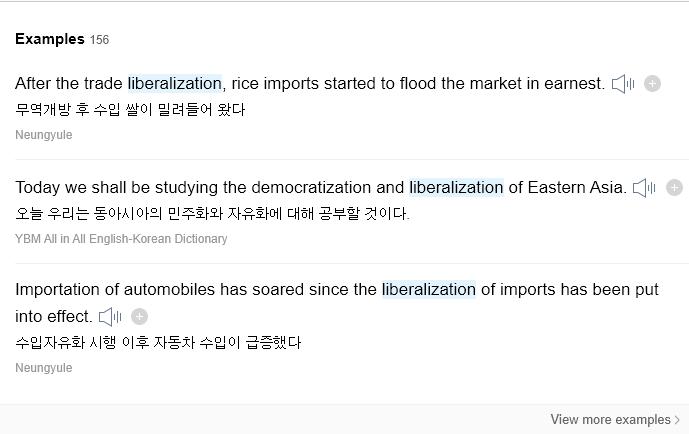 Examples 156
After the trade liberalization, rice imports started to flood the market in earnest.
무역개방 후 수입 쌀이 밀려들어 왔다
Neungyule
Today we shall be studying the democratization and liberalization of Eastern Asia.
오늘 우리는 동아시아의 민주화와 자유화에 대해 공부할 것이다.
YBM All in All English-Korean Dictionary
Importation of automobiles has soared since the liberalization of imports has been put
into effect.
수입자유화 시행 이후 자동차 수입이 급증했다
Neungyule
View more examples